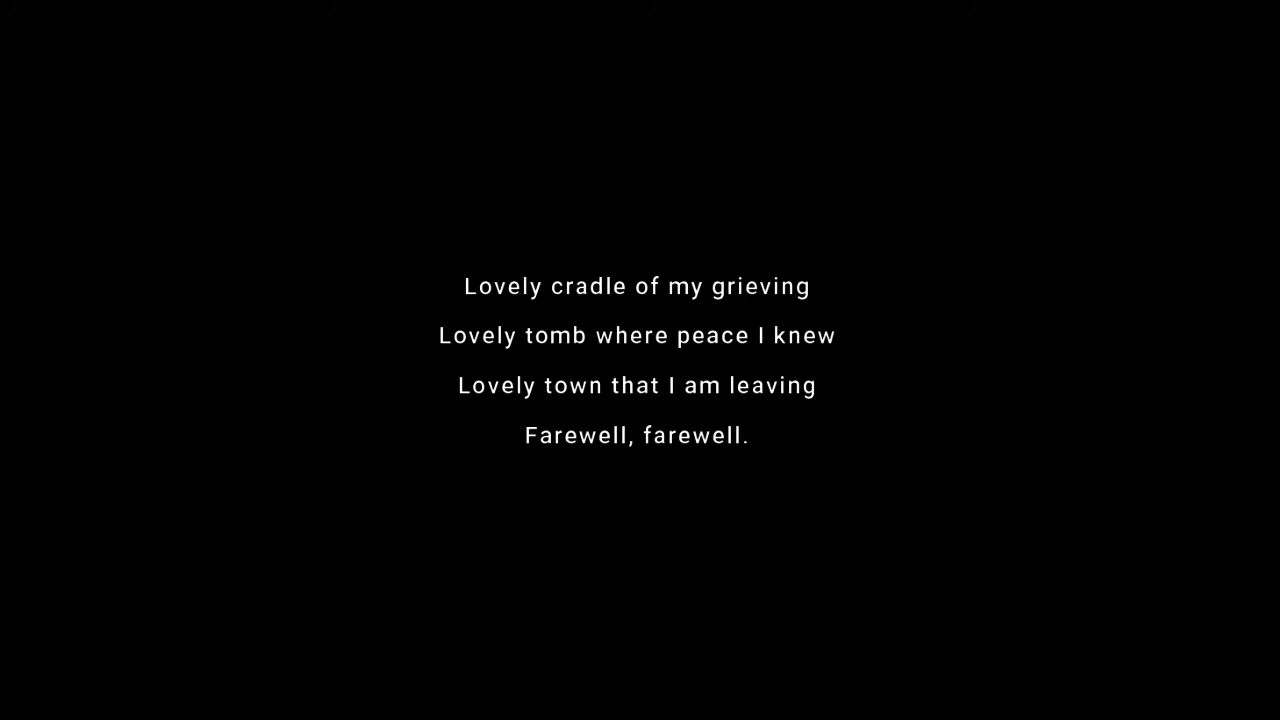 Lovely cradle of my grieving
Lovely tomb where peace I knew
Lovely town that I am leaving
Farewell, farewell.